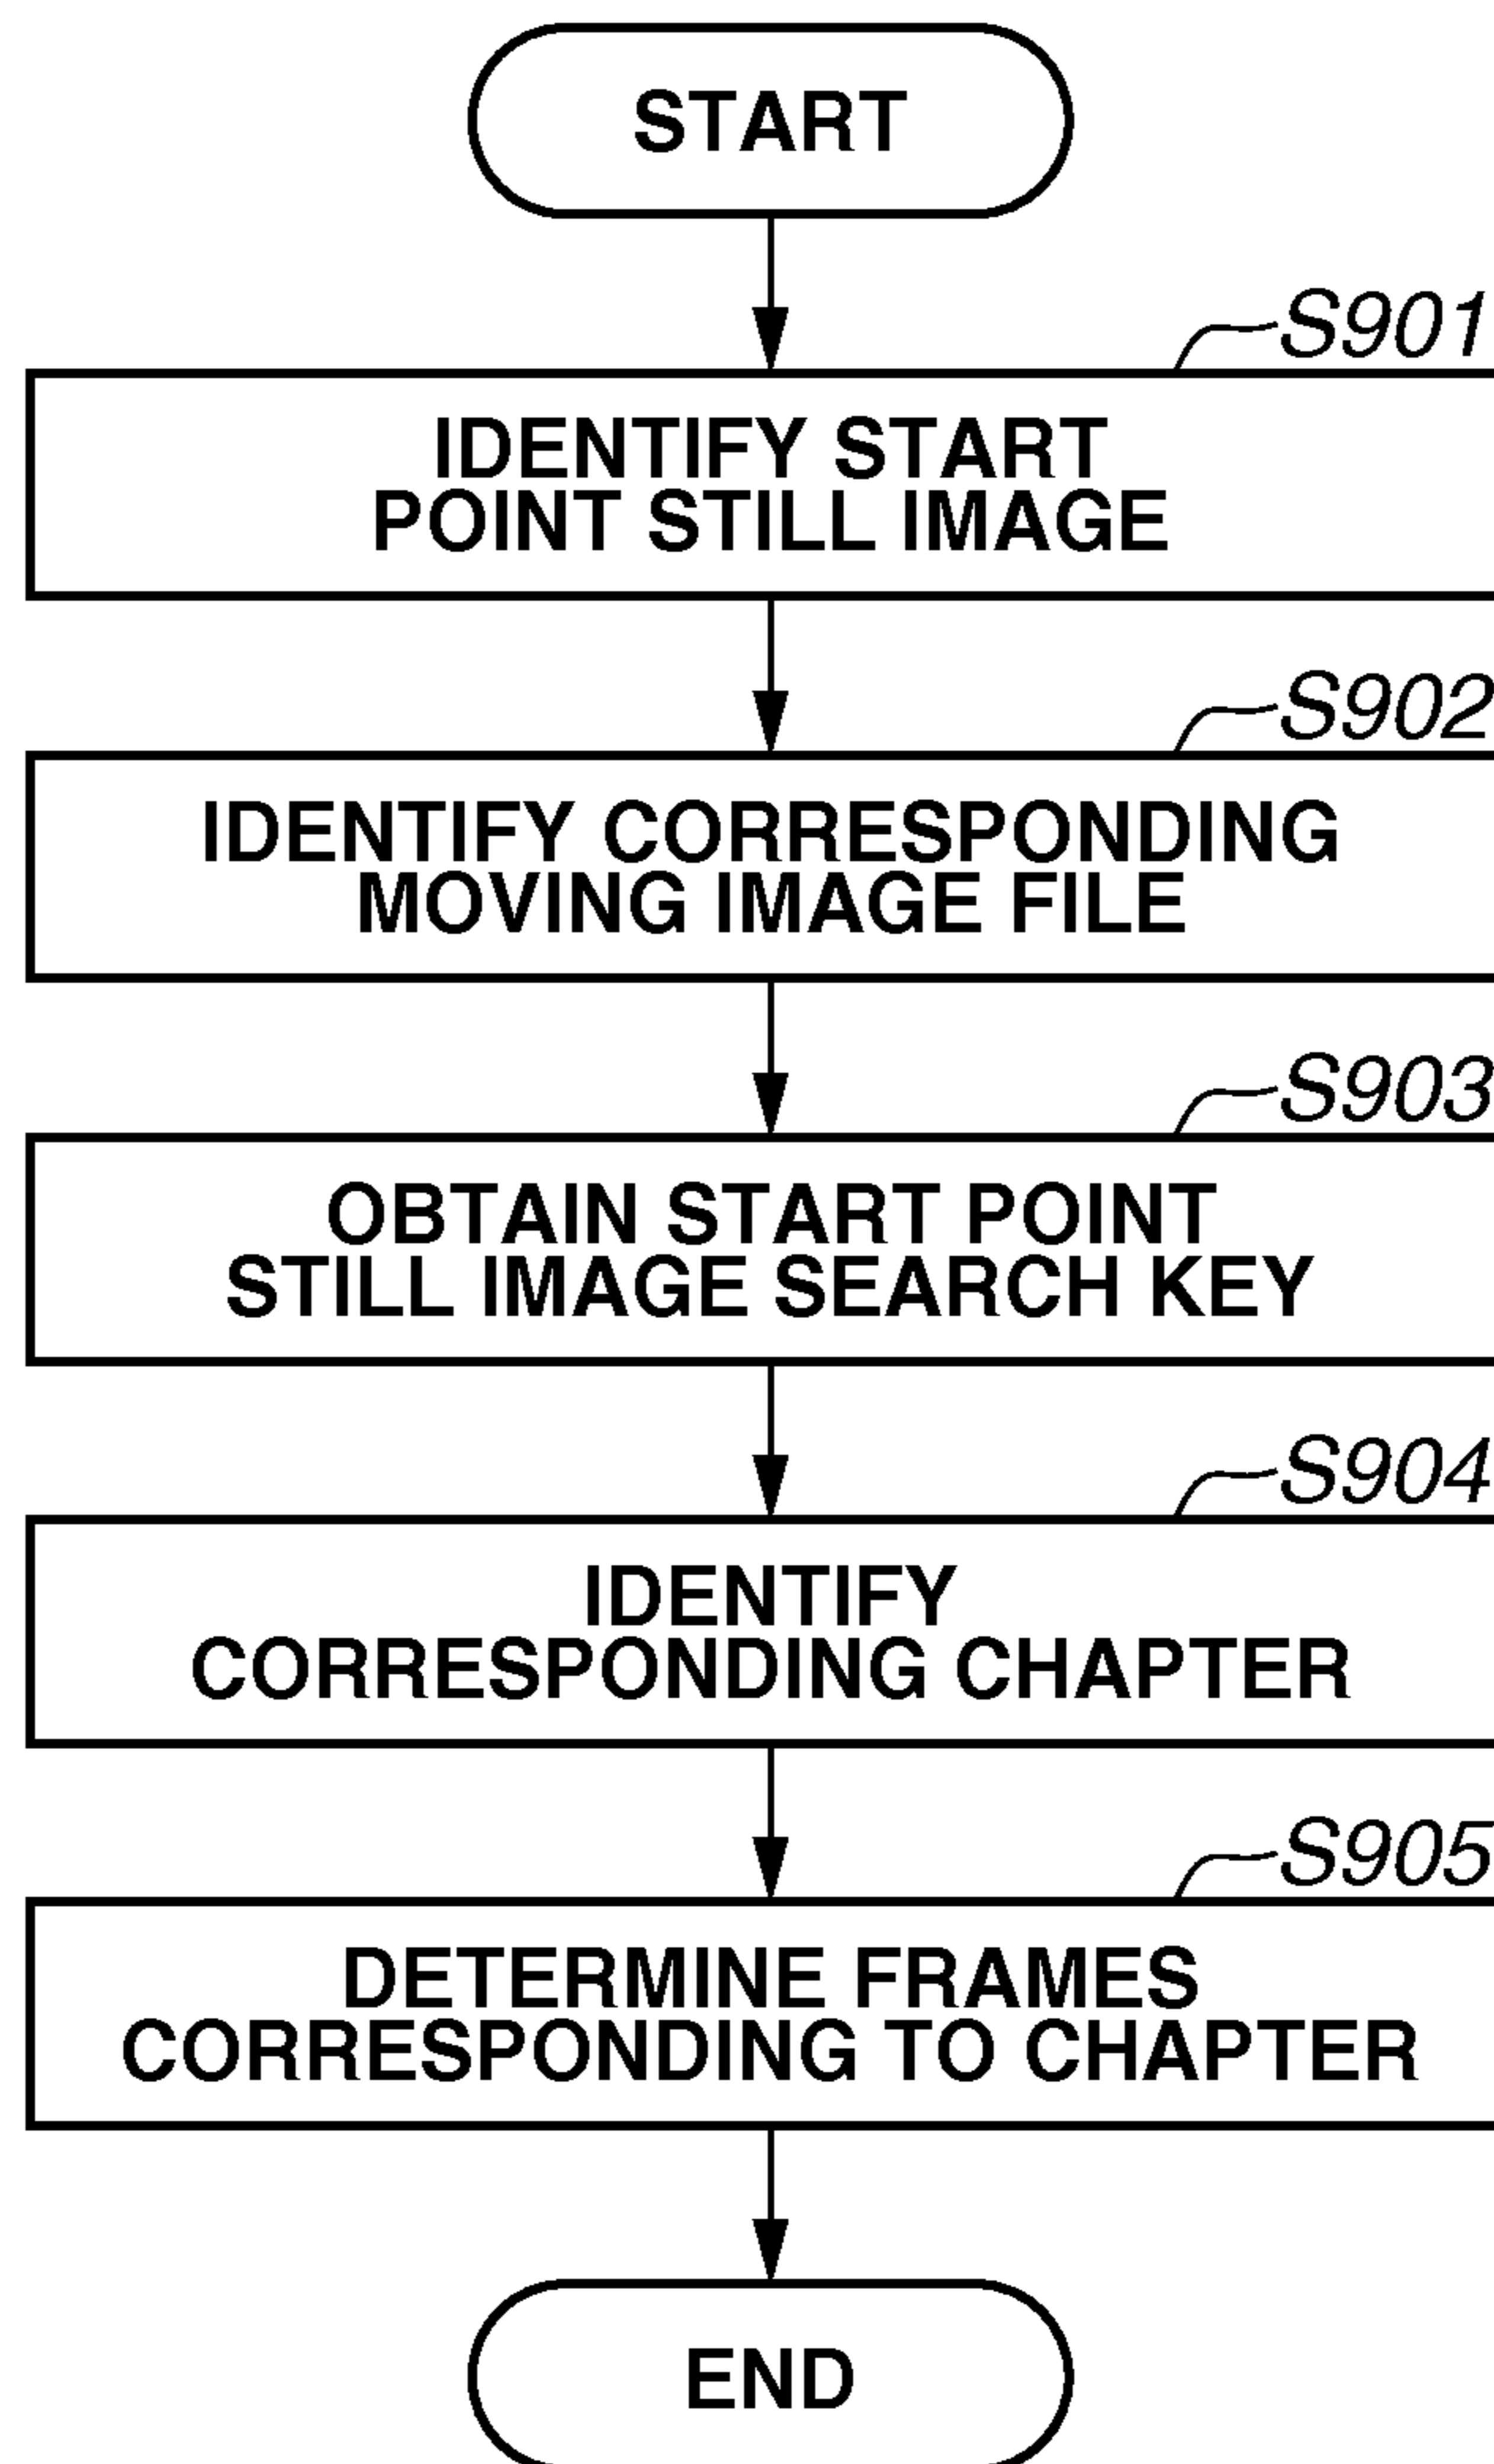 START
S901
IDENTIFY START
POINT STILL IMAGE
S902
IDENTIFY CORRESPONDING
MOVING IMAGE FILE
S903
OBTAIN START POINT
STILL IMAGE SEARCH KEY
S904
IDENTIFY
CORRESPONDING CHAPTER
S905
DETERMINE FRAMES
CORRESPONDING TO CHAPTER
END